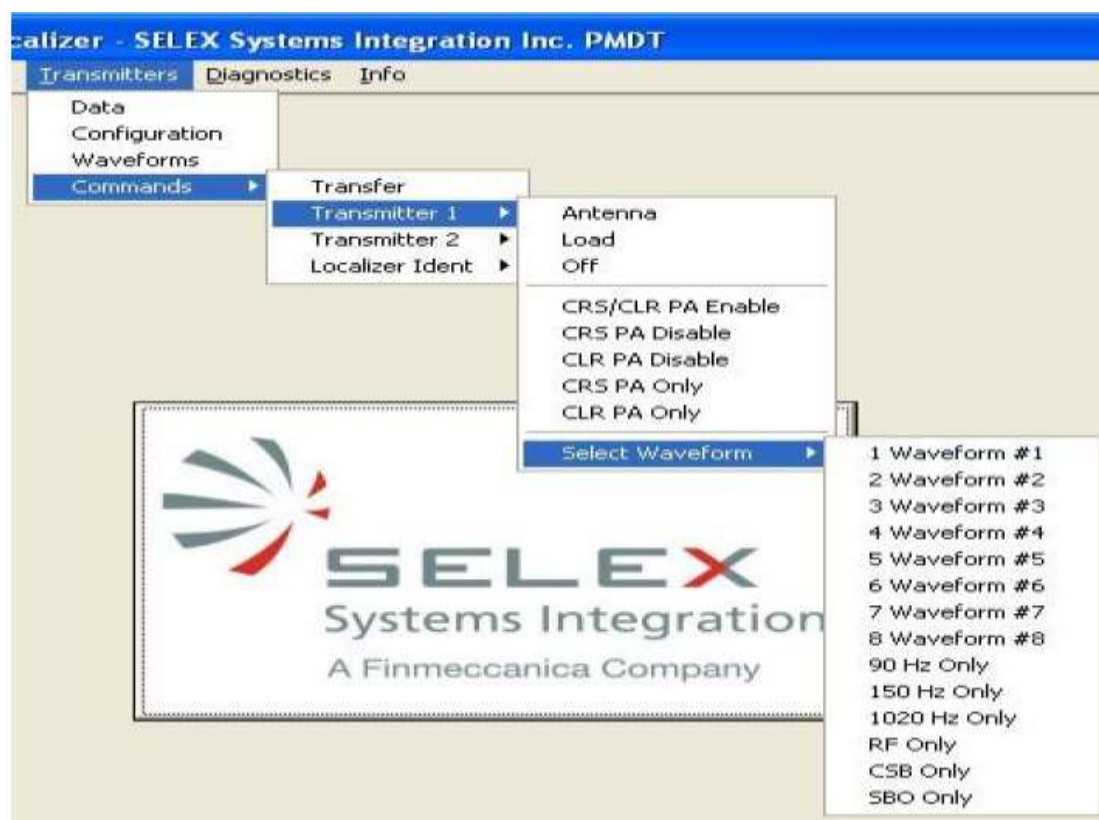 calizer - SELEX Systems Integration Inc. PMDT
Transmitters Diagnostics Info
Data
Configuration
Waveforms
Commands
Transfer
Transmitter 1
Transmitter 2
Localizer Ident
Antenna
Load
Off
CRS/CLR PA Enable
CRS PA Disable
CLR PA Disable
CRS PA Only
CLR PA Only
Select Waveform
1 Waveform #1
2 Waveform #2
3 Waveform #3
4 Waveform #4
5 Waveform #5
6 Waveform #6
7 Waveform #7
8 Waveform #8
90 Hz Only
150 Hz Only
1020 Hz Only
RF Only
CSB Only
SBO Only
SELEX
Systems Integration
A Finmeccanica Company